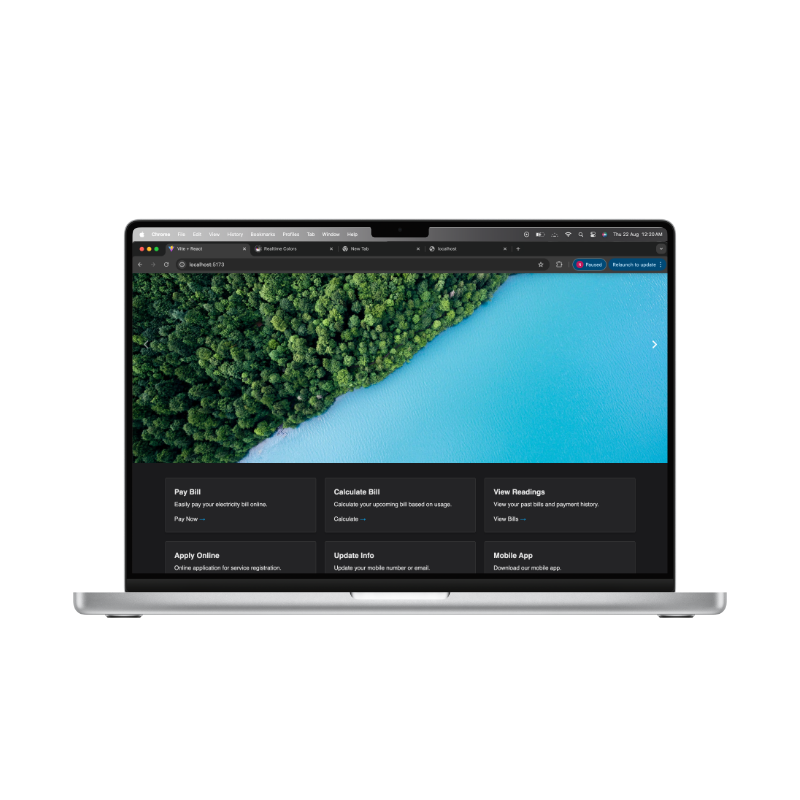 Chrome File Edit View History Bookmarks Profiles Tab Window Help Thu 22 Aug 12:20 AM
Vite + React Realtime Colors New Tab localhost
localhost:5173 Paused Relaunch to update
Pay Bill Calculate Bill View Readings
Easily pay your electricity bill online. Calculate your upcoming bill based on usage. View your past bills and payment history.
Pay Now → Calculate → View Bills →
Apply Online Update Info Mobile App
Online application for service registration. Update your mobile number or email. Download our mobile app.